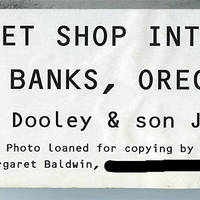 ET SHOP INT
BANKS, OREG
Dooley & son J
Photo loaned for copying by
rgaret Baldwin,